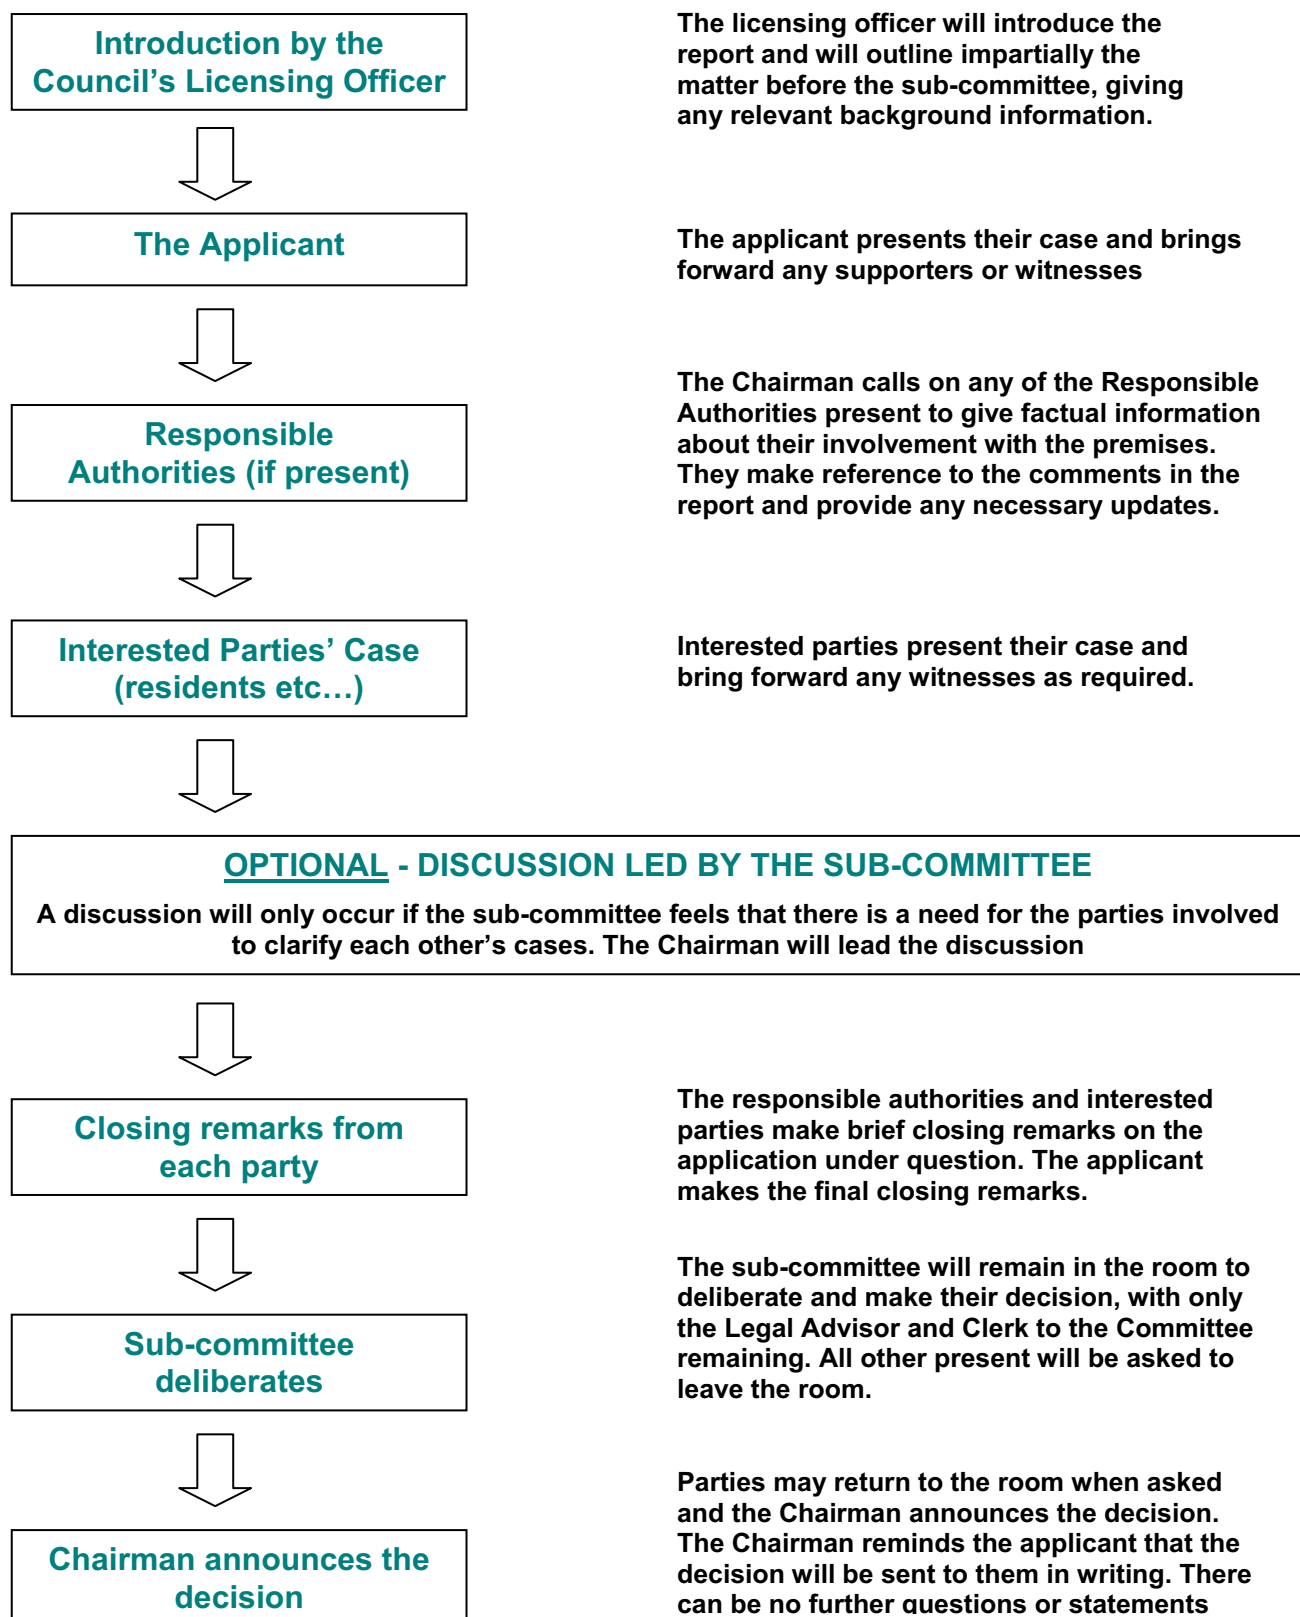 Introduction by the
Council’s Licensing Officer
The licensing officer will introduce the
report and will outline impartially the
matter before the sub-committee, giving
any relevant background information.
The Applicant
The applicant presents their case and brings
forward any supporters or witnesses
Responsible
Authorities (if present)
The Chairman calls on any of the Responsible
Authorities present to give factual information
about their involvement with the premises.
They make reference to the comments in the
report and provide any necessary updates.
Interested Parties’ Case
(residents etc…)
Interested parties present their case and
bring forward any witnesses as required.
OPTIONAL - DISCUSSION LED BY THE SUB-COMMITTEE
A discussion will only occur if the sub-committee feels that there is a need for the parties involved
to clarify each other’s cases. The Chairman will lead the discussion
Closing remarks from
each party
The responsible authorities and interested
parties make brief closing remarks on the
application under question. The applicant
makes the final closing remarks.
Sub-committee
deliberates
The sub-committee will remain in the room to
deliberate and make their decision, with only
the Legal Advisor and Clerk to the Committee
remaining. All other present will be asked to
leave the room.
Chairman announces the
decision
Parties may return to the room when asked
and the Chairman announces the decision.
The Chairman reminds the applicant that the
decision will be sent to them in writing. There
can be no further questions or statements